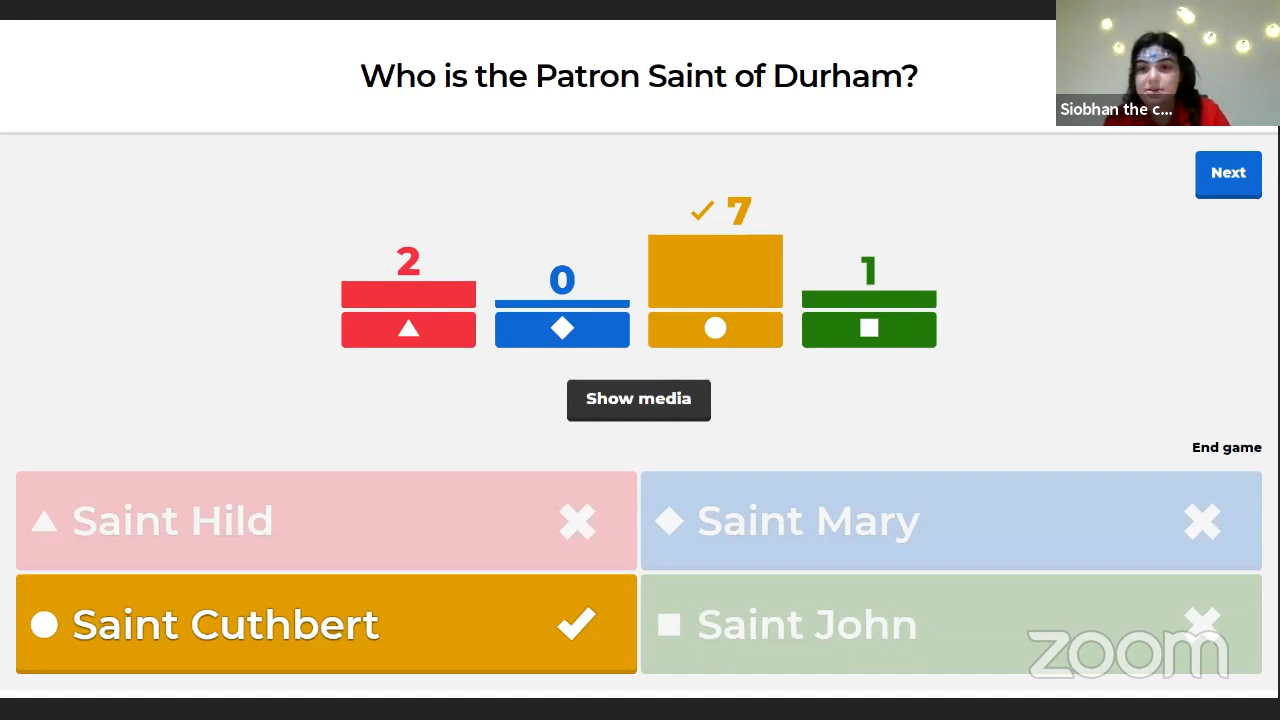 Who is the Patron Saint of Durham?
Siobhan the c...
Next
2
0
7
1
Show media
End game
Saint Hild
Saint Mary
Saint Cuthbert
Saint John
zoom